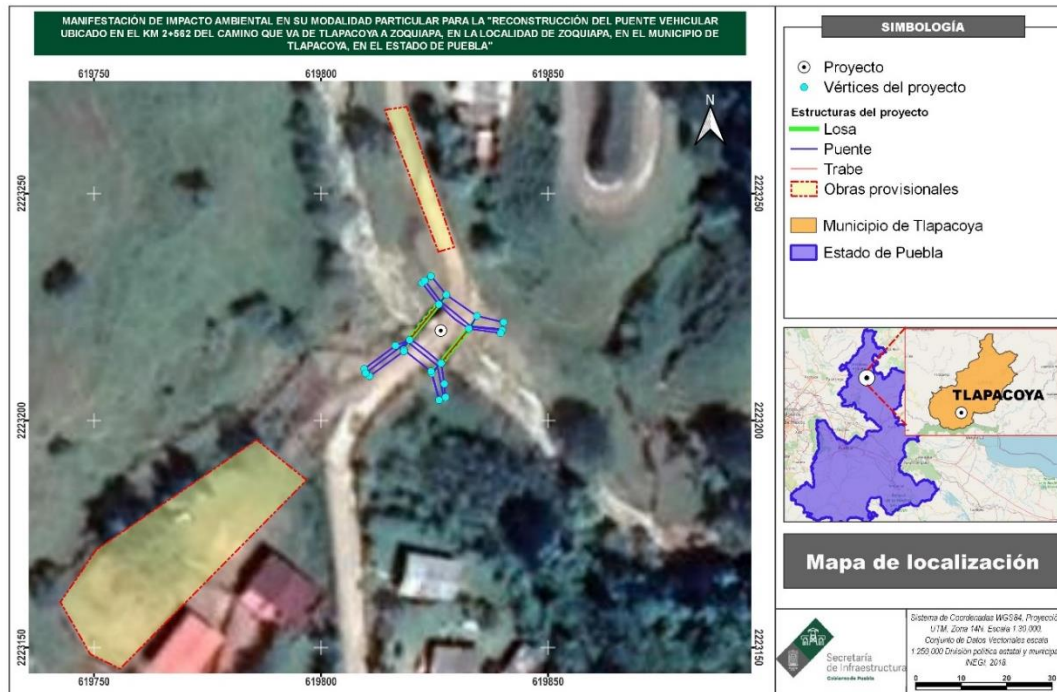 MANIFESTACIÓN DE IMPACTO AMBIENTAL EN SU MODALIDAD PARTICULAR PARA LA "RECONSTRUCCIÓN DEL PUENTE VEHICULAR
UBICADO EN EL KM 2+562 DEL CAMINO QUE VA DE TLAPACOYA A ZOQUIAPA, EN LA LOCALIDAD DE ZOQUIAPA, EN EL MUNICIPIO DE
TLAPACOYA, EN EL ESTADO DE PUEBLA"
619750
619800
619850
N
2223250
2223250
2223200
2223200
2223150
2223150
619750
619800
619850
SIMBOLOGÍA
Proyecto
Vértices del proyecto
Estructuras del proyecto
Losa
Puente
Trabe
Obras provisionales
Municipio de Tlapacoya
Estado de Puebla
TLAPACOYA
Mapa de localización
Secretaría
de Infraestructura
Gobierno de Puebla
Sistema de Coordenadas WGS84, Proyección
UTM, Zona 14N. Escala 1:30,000.
Conjunto de Datos Vectoriales escala
1:250,000 División política estatal y municipal
INEGI, 2018.
0 10 20 30